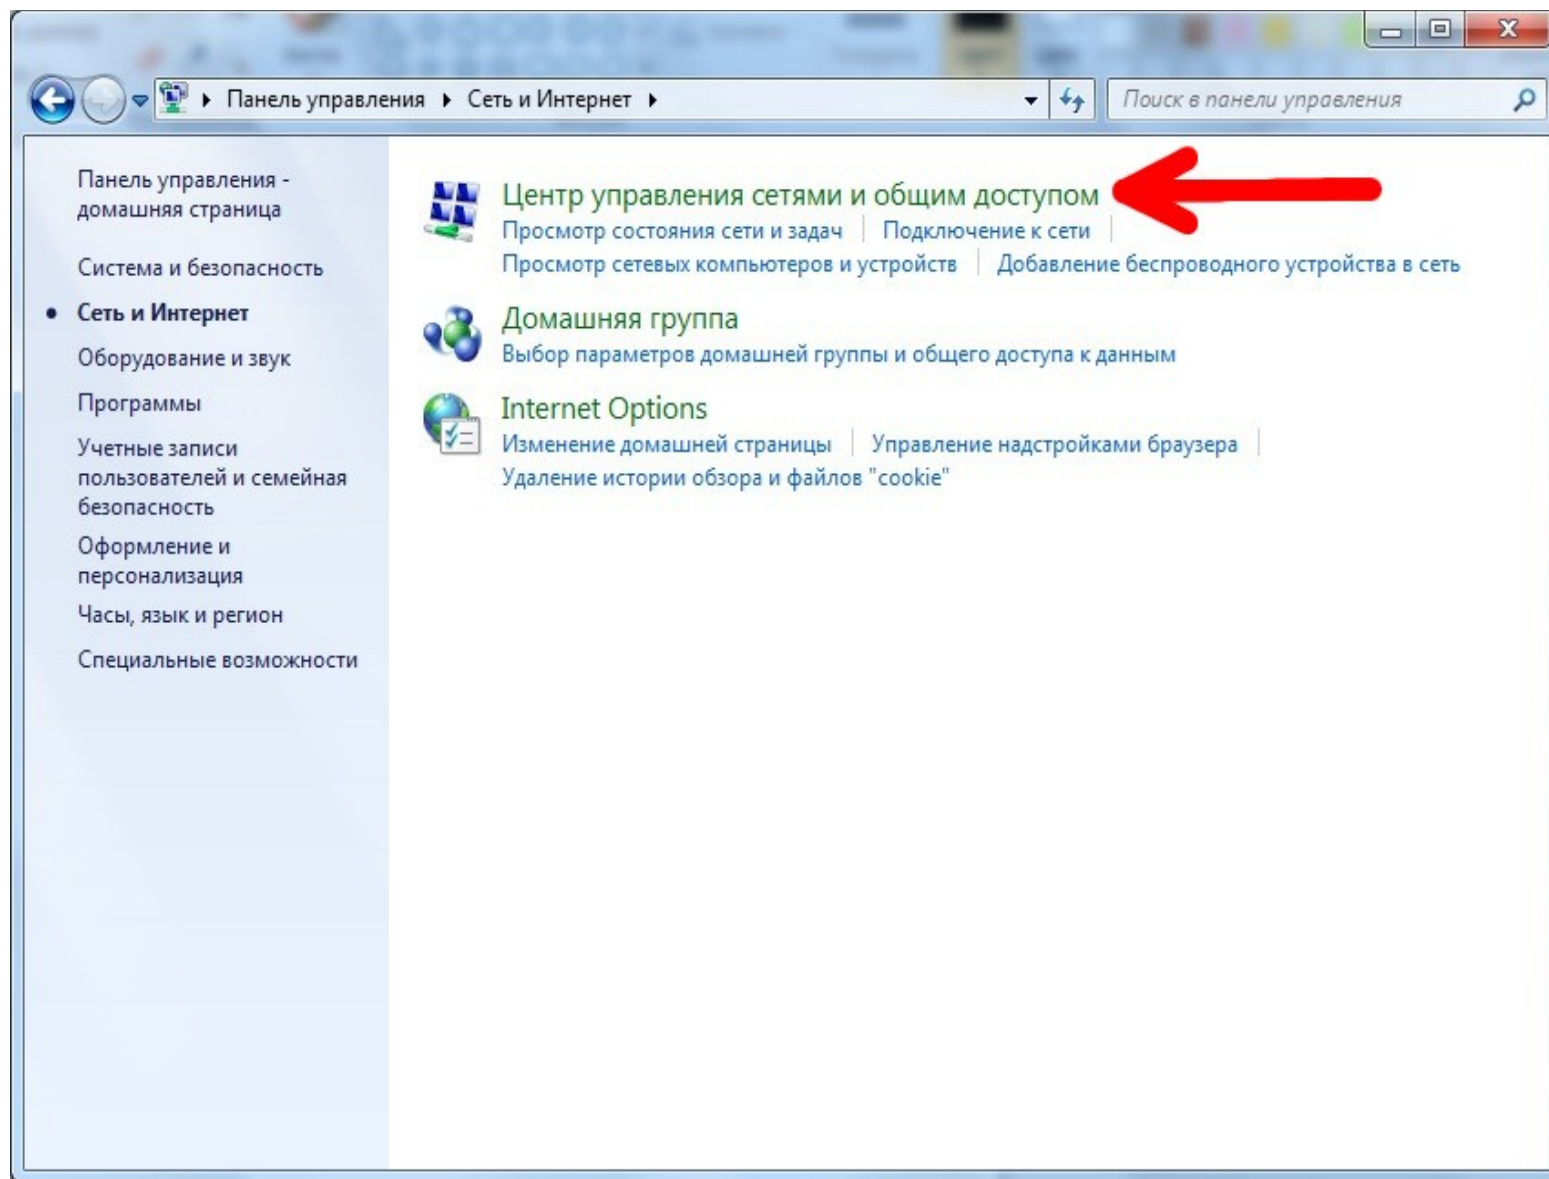 Панель управления Сеть и Интернет
Поиск в панели управления
Панель управления -
домашняя страница
Система и безопасность
Сеть и Интернет
Оборудование и звук
Программы
Учетные записи
пользователей и семейная
безопасность
Оформление и
персонализация
Часы, язык и регион
Специальные возможности
Центр управления сетями и общим доступом
Просмотр состояния сети и задач Подключение к сети
Просмотр сетевых компьютеров и устройств Добавление беспроводного устройства в сеть
Домашняя группа
Выбор параметров домашней группы и общего доступа к данным
Internet Options
Изменение домашней страницы Управление надстройками браузера
Удаление истории обзора и файлов "cookie"